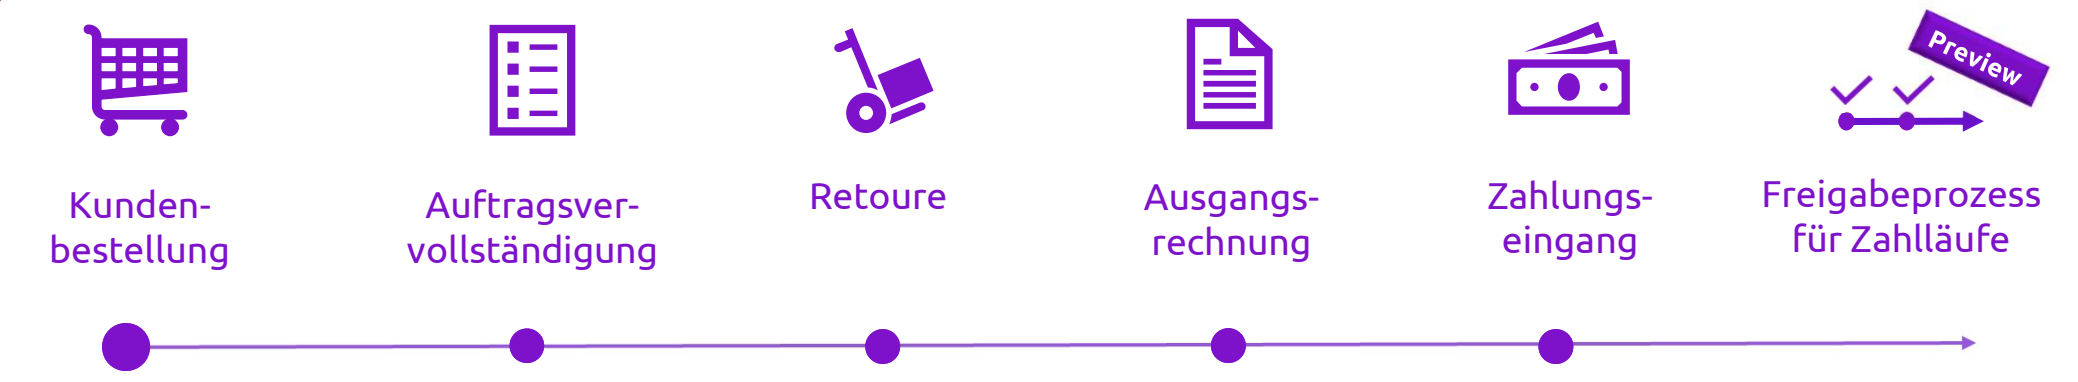 Preview
Kunden-
bestellung
Auftragsver-
vollständigung
Retoure
Ausgangs-
rechnung
Zahlungs-
eingang
Freigabeprozess
für Zahlläufe